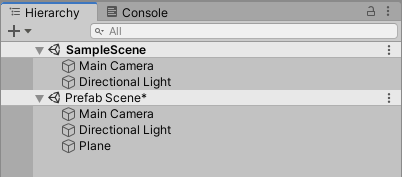 Hierarchy Console
All
SampleScene
Main Camera
Directional Light
Prefab Scene*
Main Camera
Directional Light
Plane